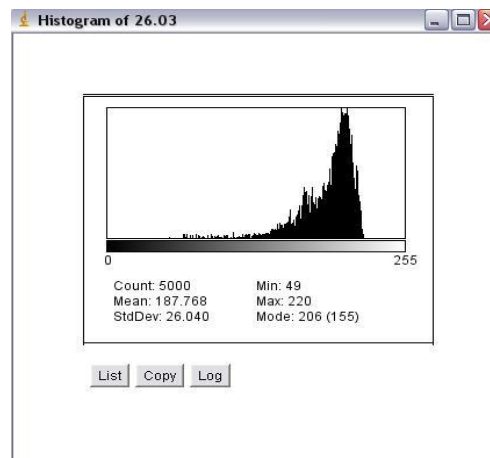 Histogram of 26.03
0 255
Count: 5000 Min: 49
Mean: 187.768 Max: 220
StdDev: 26.040 Mode: 206 (155)
List Copy Log